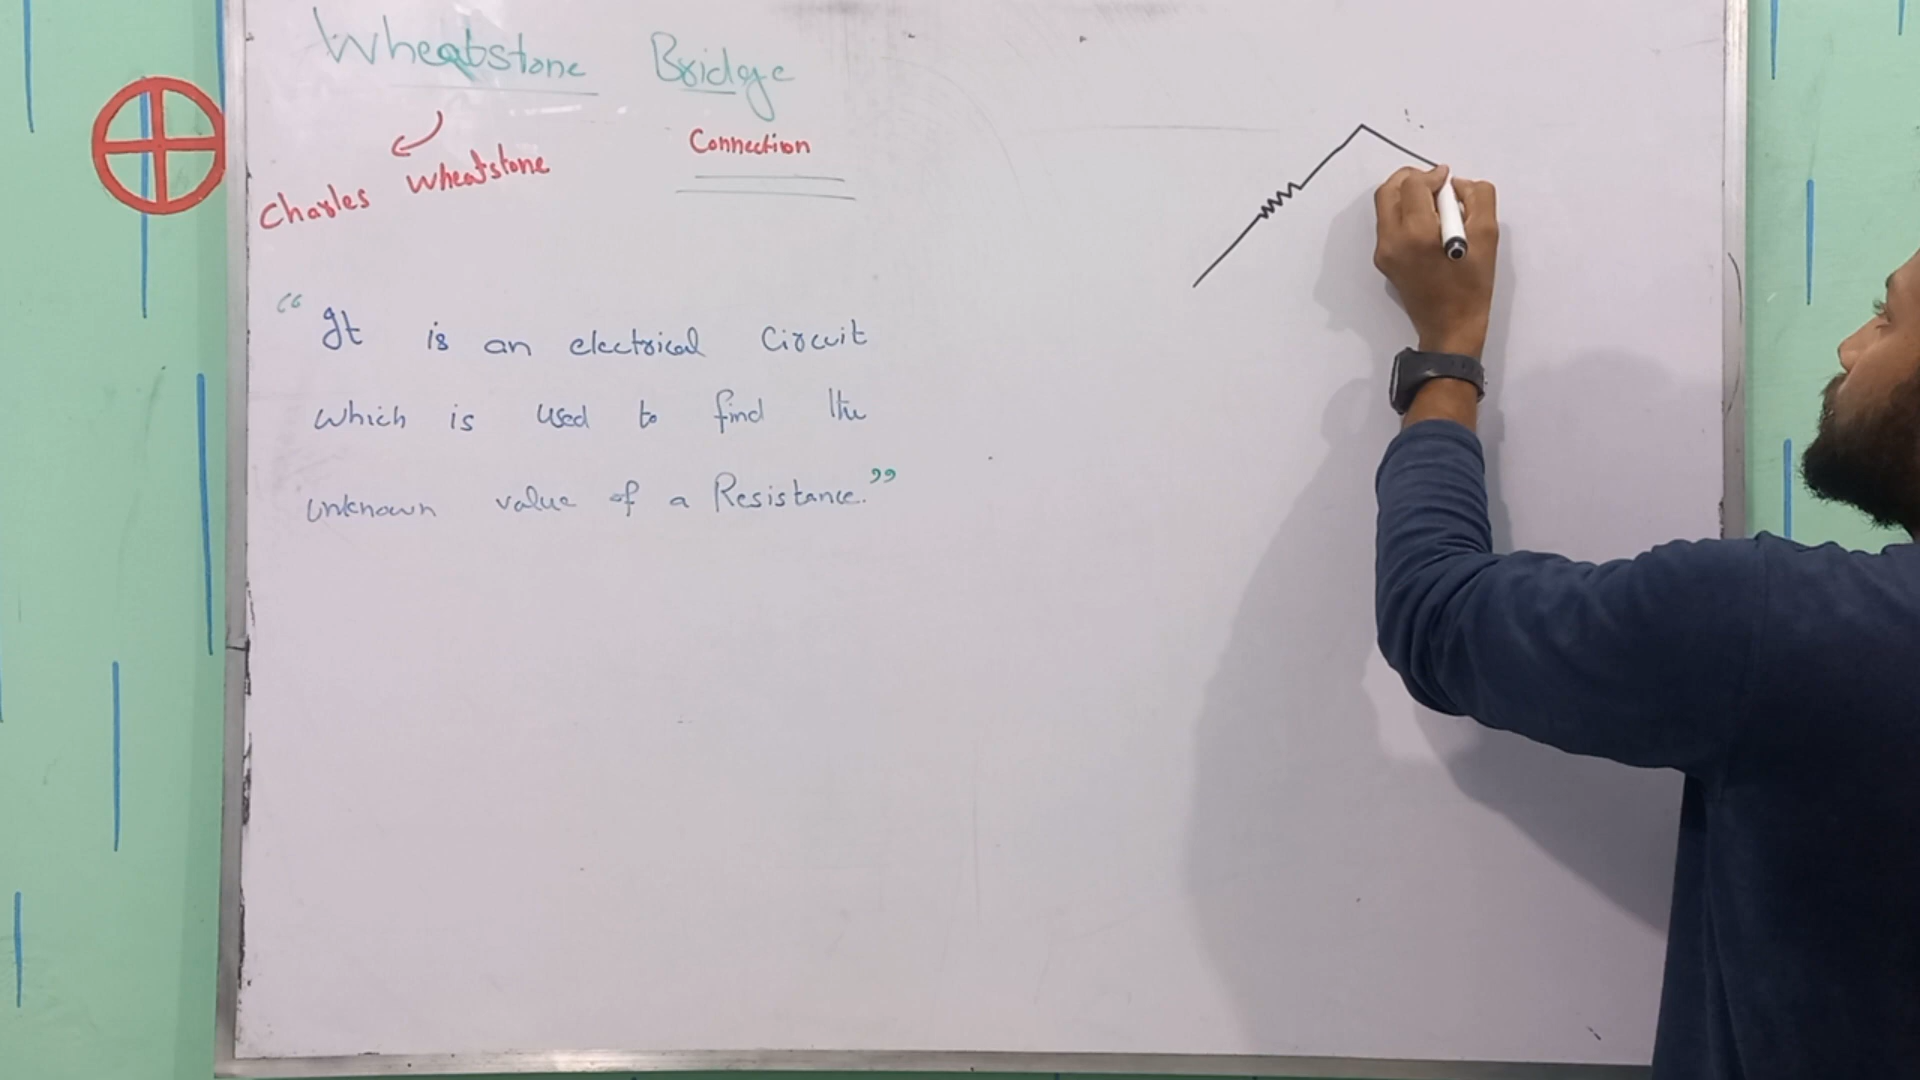 Wheatstone Bridge
Charles Wheatstone
Connection
“ It is an electrical Circuit
which is used to find the
unknown value of a Resistance. ”